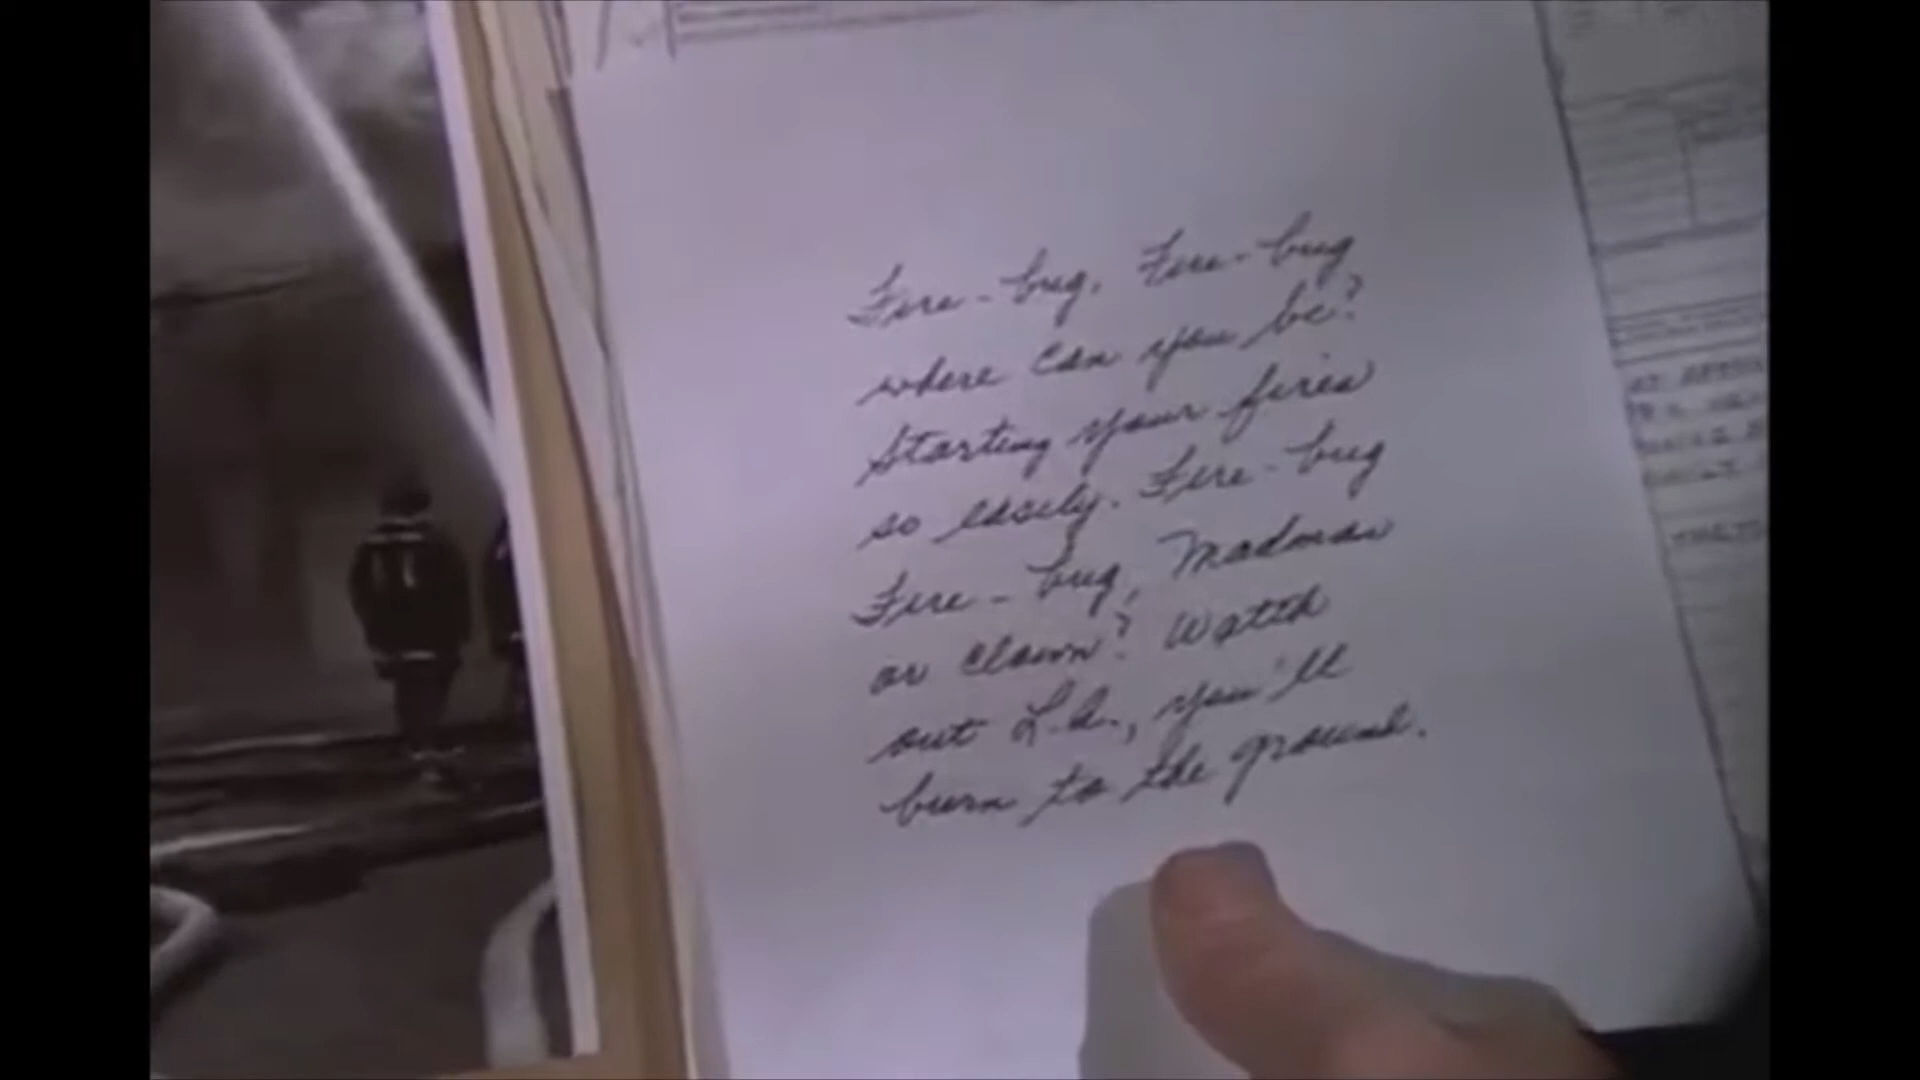 Fire-bug, Fire-bug
where can you be?
Starting your fires
so easily. Fire-bug
Fire-bug, Madman
or clown? Watch
out L.A., you'll
burn to the ground.